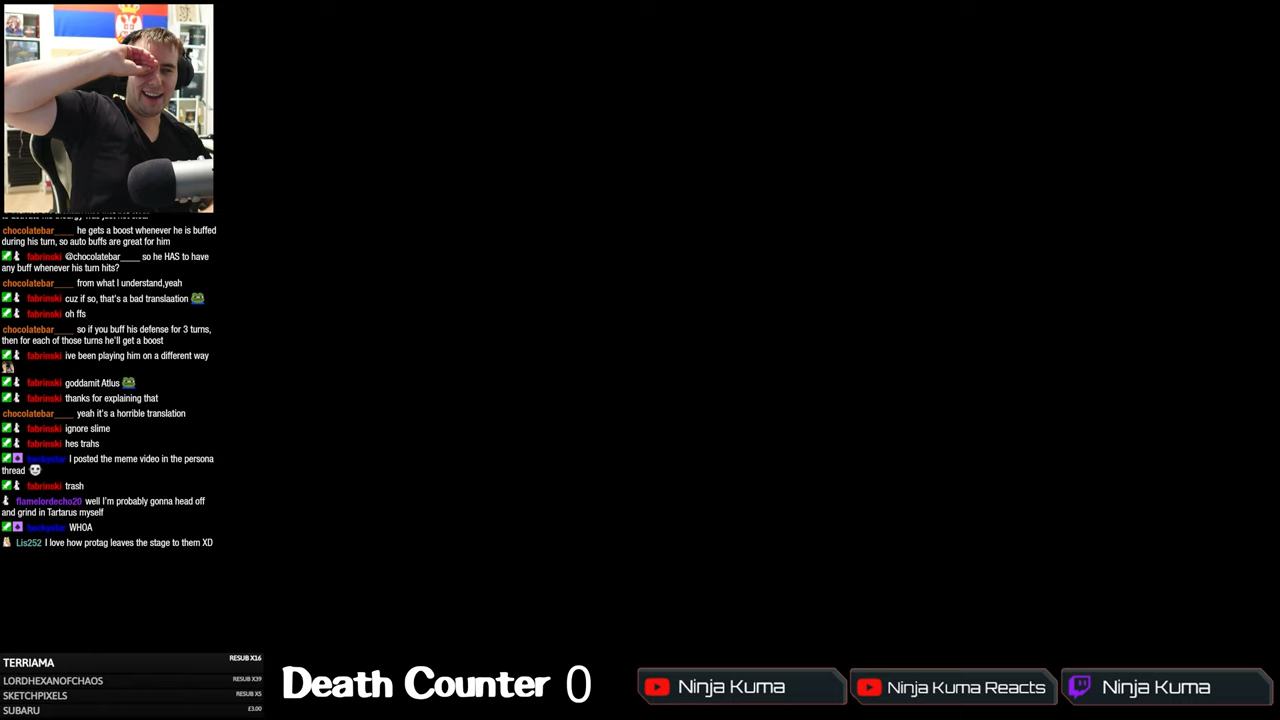 chocolatebar____ he gets a boost whenever he is buffed
during his turn, so auto buffs are great for him
fabrinski @chocolatebar____ so he HAS to have
any buff whenever his turn hits?
chocolatebar____ from what I understand,yeah
fabrinski cuz if so, that's a bad translaation
fabrinski oh ffs
chocolatebar____ so if you buff his defense for 3 turns,
then for each of those turns he'll get a boost
fabrinski ive been playing him on a different way
fabrinski goddamit Atlus
fabrinski thanks for explaining that
chocolatebar____ yeah it's a horrible translation
fabrinski ignore slime
fabrinski hes trahs
I posted the meme video in the persona
thread
fabrinski trash
flamelordecho20 well I'm probably gonna head off
and grind in Tartarus myself
WHOA
Lis252 I love how protag leaves the stage to them XD
TERRIAMA RESUB X16
LORDHEXANOFCHAOS RESUB X39
SKETCHPIXELS RESUB X5
SUBARU £3.00
Death Counter 0
Ninja Kuma
Ninja Kuma Reacts
Ninja Kuma